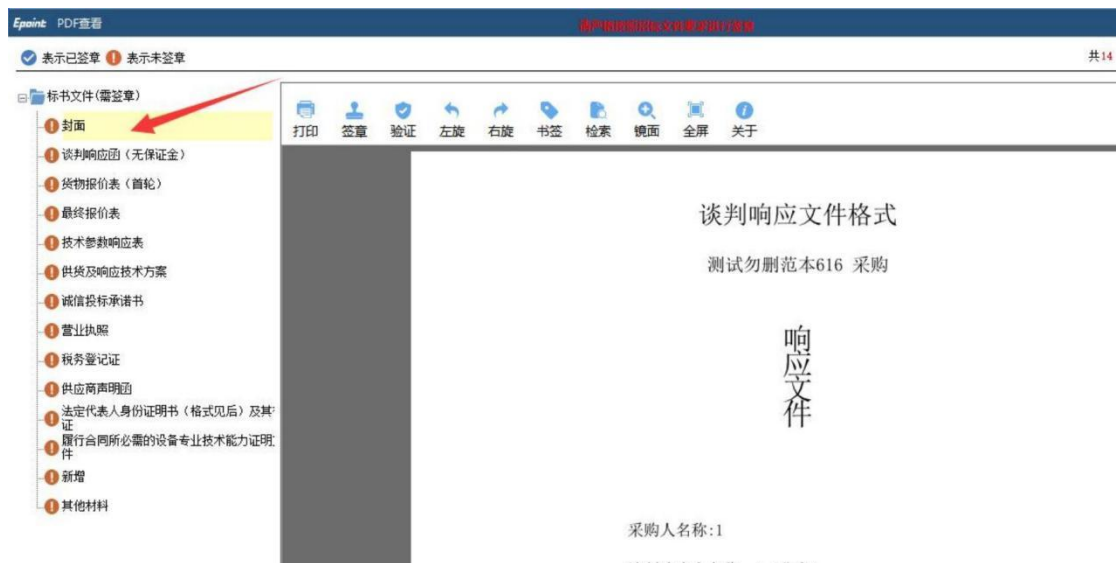 Epoint PDF查看
表示已签章 表示未签章
共14
标书文件(需签章)
封面
谈判响应函（无保证金）
货物报价表（首轮）
最终报价表
技术参数响应表
供货及响应技术方案
诚信投标承诺书
营业执照
税务登记证
供应商声明函
法定代表人身份证明书（格式见后）及其
证
履行合同所必需的设备专业技术能力证明
件
新增
其他材料
打印 签章 验证 左旋 右旋 书签 检索 镜面 全屏 关于
谈判响应文件格式
测试勿删范本616 采购
响
应
文
件
采购人名称:1